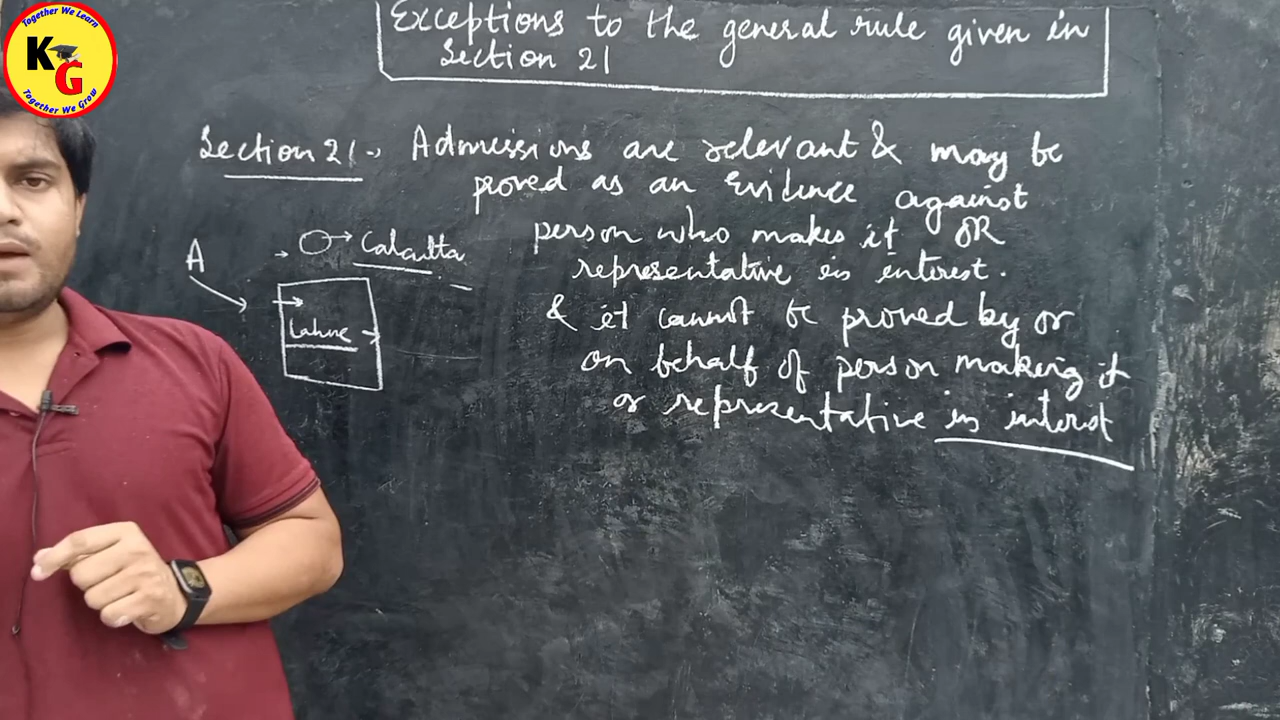 Together We Learn
KG
Together We Grow
Exceptions to the general rule given in
Section 21
Section 21 :- Admissions are relevant & may be
proved as an Evidence against
person who makes it OR
representative in interest.
& it cannot be proved by or
on behalf of person making it
or representative in interest
A
→ Calcutta
Lahore